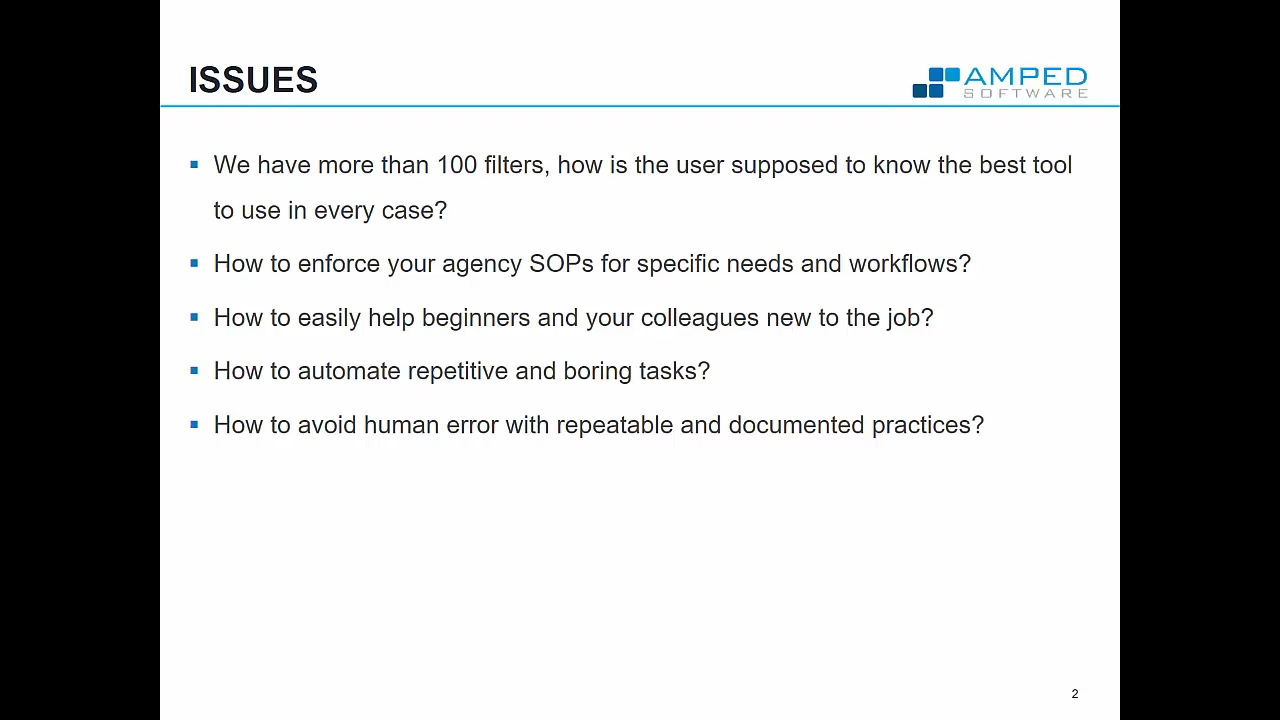 ISSUES
AMPED
SOFTWARE
▪ We have more than 100 filters, how is the user supposed to know the best tool
to use in every case?
▪ How to enforce your agency SOPs for specific needs and workflows?
▪ How to easily help beginners and your colleagues new to the job?
▪ How to automate repetitive and boring tasks?
▪ How to avoid human error with repeatable and documented practices?
2